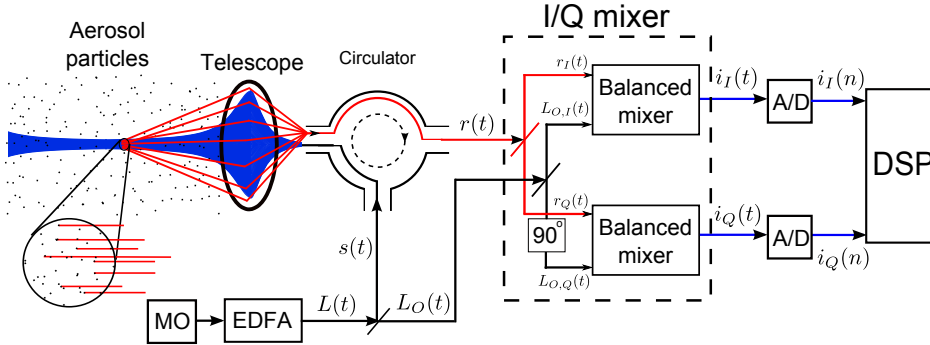 I/Q mixer
Aerosol
particles
Telescope
Circulator
r(t)
r_I(t)
L_{O,I}(t)
Balanced
mixer
i_I(t)
A/D
i_I(n)
DSP
r_Q(t)
90°
L_{O,Q}(t)
Balanced
mixer
i_Q(t)
A/D
i_Q(n)
s(t)
MO
EDFA
L(t)
L_O(t)